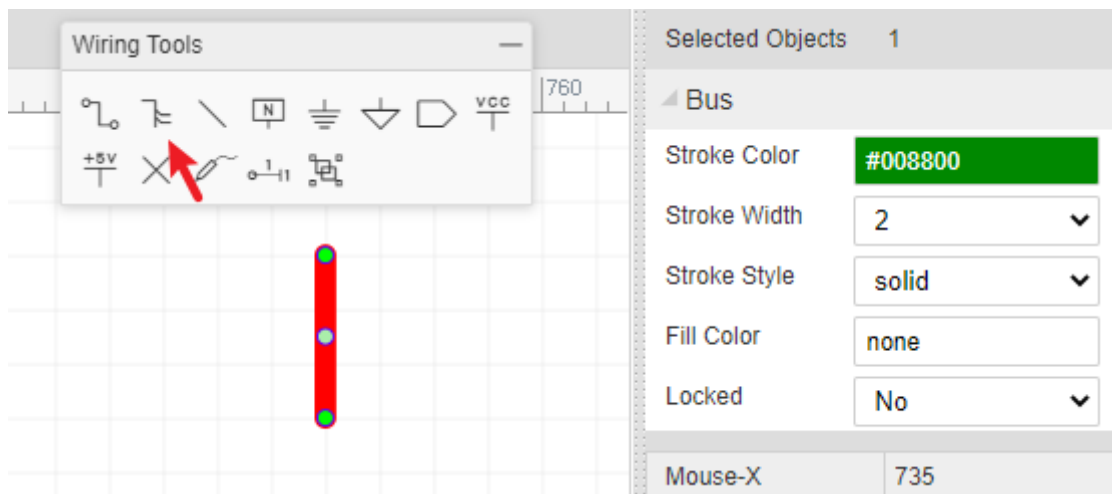 Wiring Tools
N
VCC
+5V
1
1
760
Selected Objects 1
Bus
Stroke Color #008800
Stroke Width 2
Stroke Style solid
Fill Color none
Locked No
Mouse-X 735